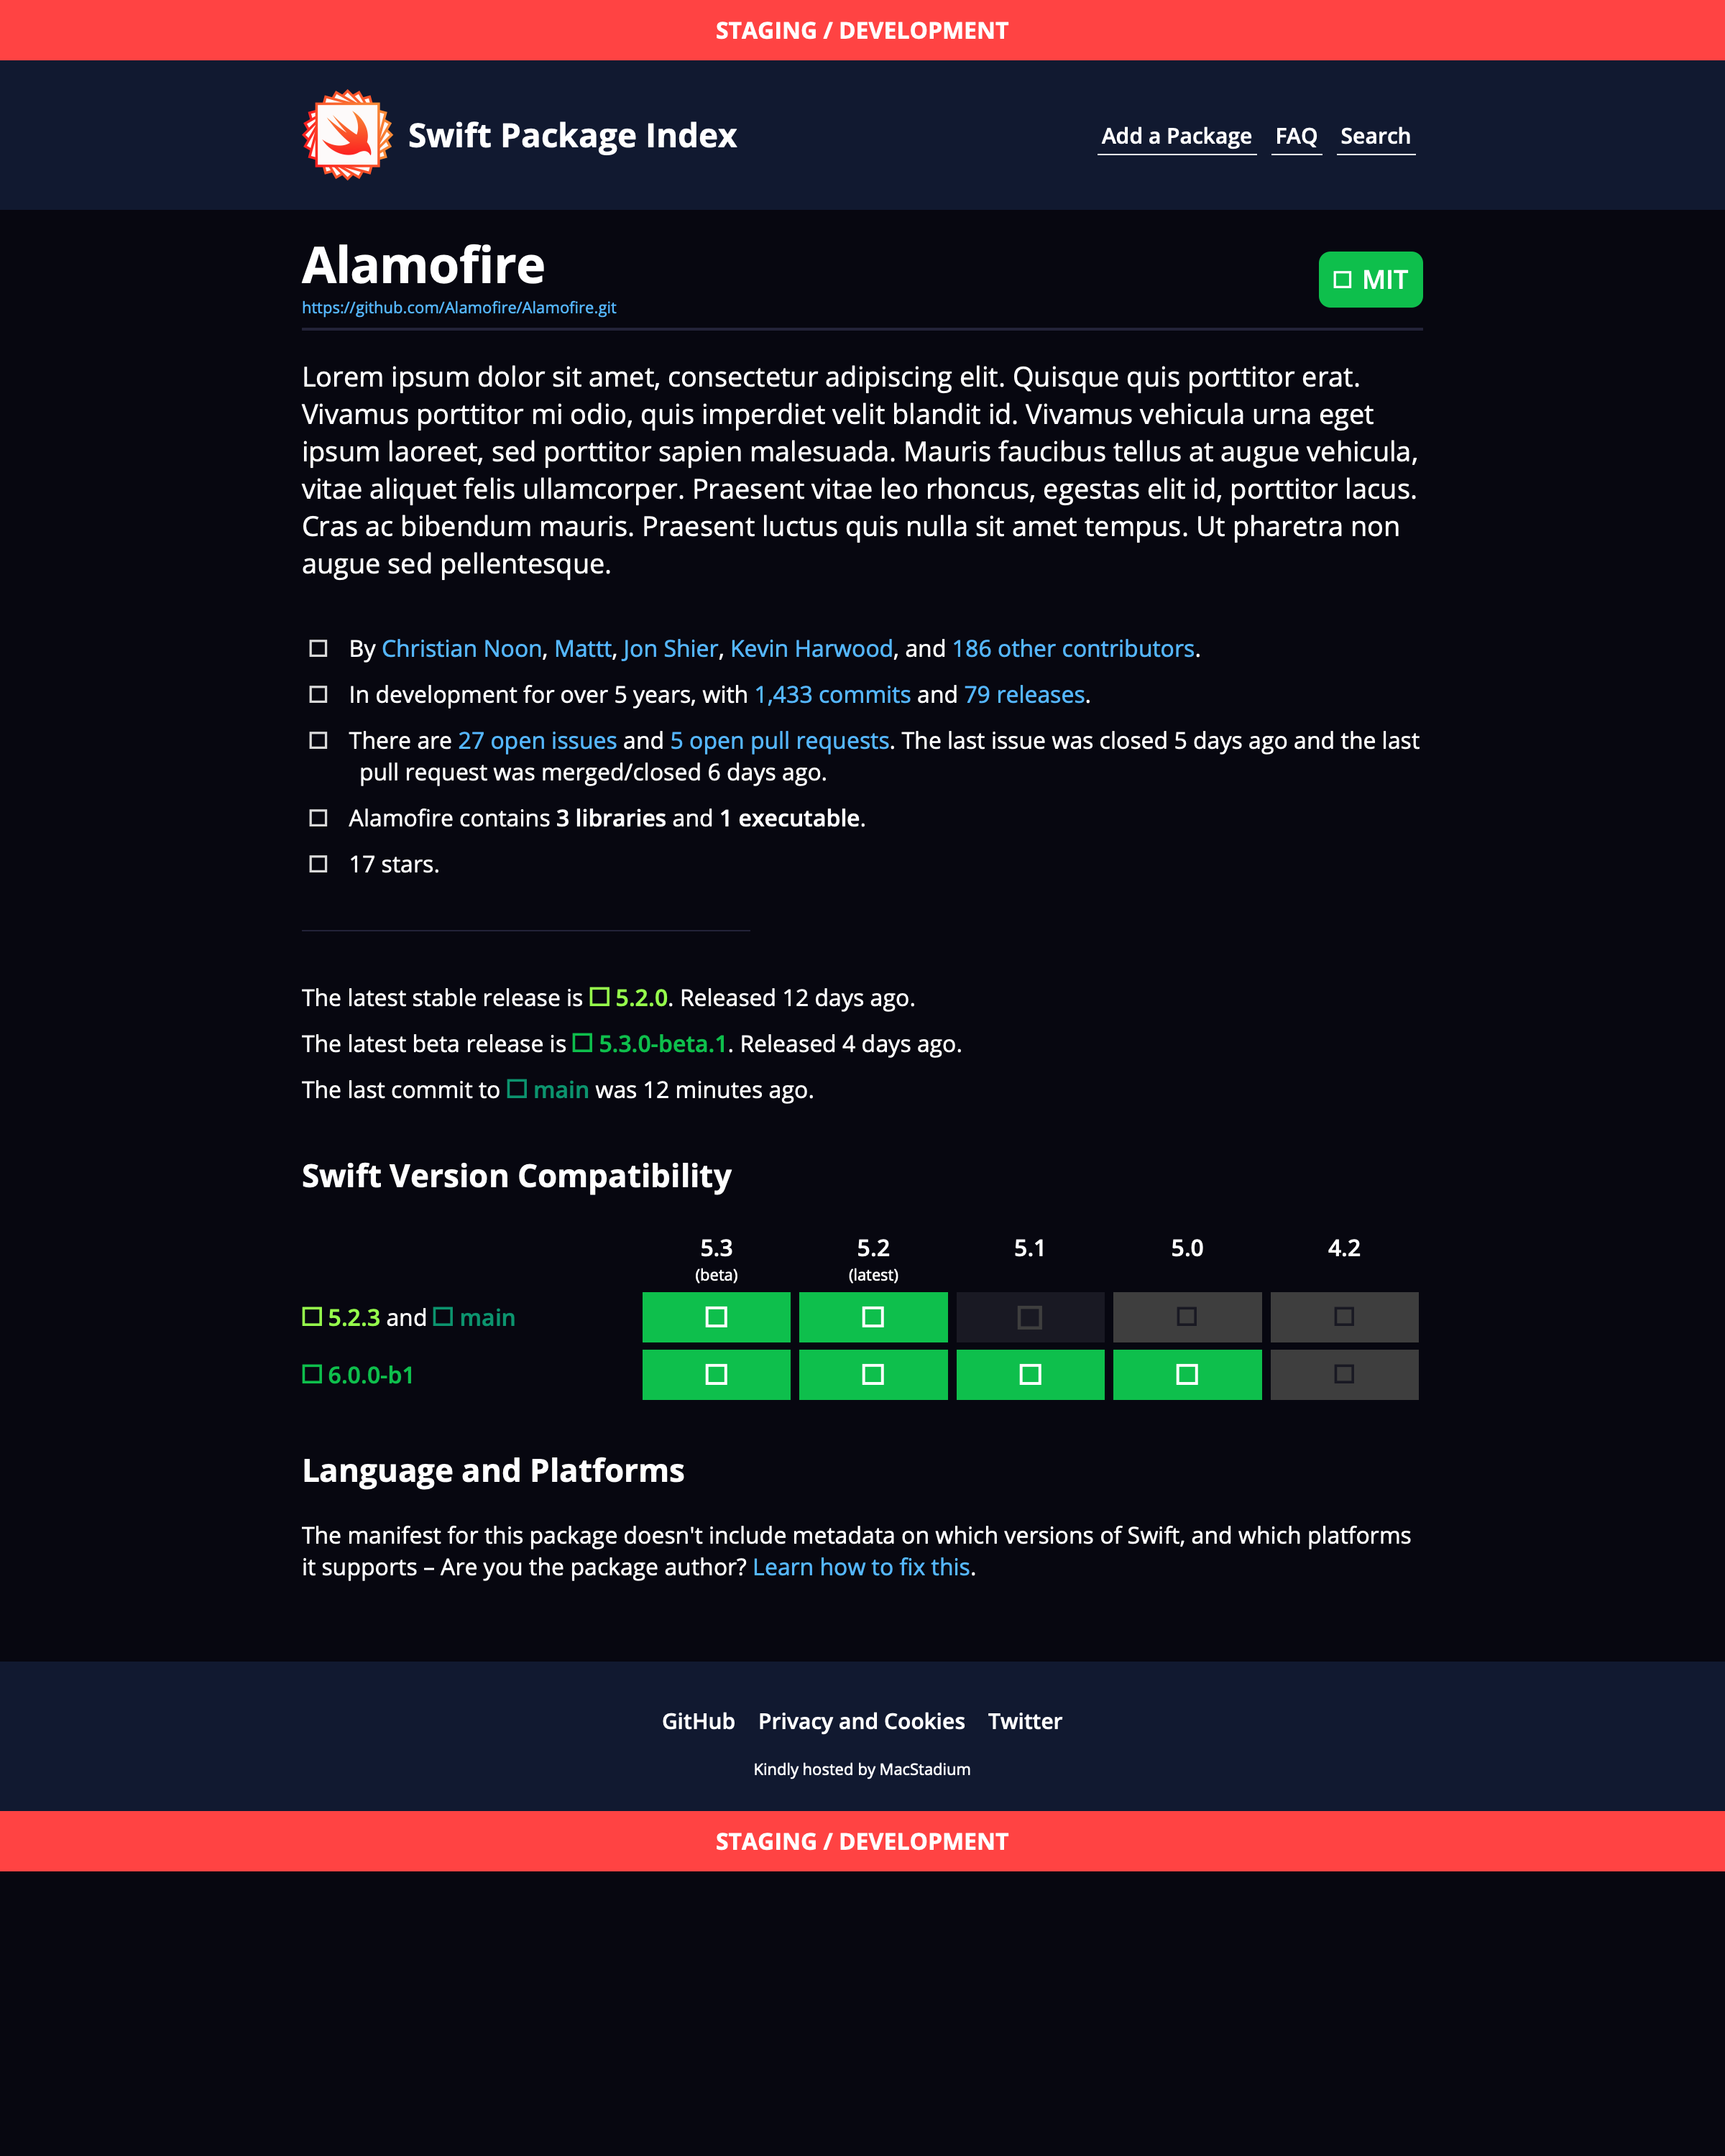 STAGING / DEVELOPMENT
Swift Package Index
Add a Package FAQ Search
Alamofire
MIT
https://github.com/Alamofire/Alamofire.git
Lorem ipsum dolor sit amet, consectetur adipiscing elit. Quisque quis porttitor erat.
Vivamus porttitor mi odio, quis imperdiet velit blandit id. Vivamus vehicula urna eget
ipsum laoreet, sed porttitor sapien malesuada. Mauris faucibus tellus at augue vehicula,
vitae aliquet felis ullamcorper. Praesent vitae leo rhoncus, egestas elit id, porttitor lacus.
Cras ac bibendum mauris. Praesent luctus quis nulla sit amet tempus. Ut pharetra non
augue sed pellentesque.
By Christian Noon, Mattt, Jon Shier, Kevin Harwood, and 186 other contributors.
In development for over 5 years, with 1,433 commits and 79 releases.
There are 27 open issues and 5 open pull requests. The last issue was closed 5 days ago and the last
pull request was merged/closed 6 days ago.
Alamofire contains 3 libraries and 1 executable.
17 stars.
The latest stable release is 5.2.0. Released 12 days ago.
The latest beta release is 5.3.0-beta.1. Released 4 days ago.
The last commit to main was 12 minutes ago.
Swift Version Compatibility
5.3 5.2 5.1 5.0 4.2
(beta) (latest)
5.2.3 and main
6.0.0-b1
Language and Platforms
The manifest for this package doesn't include metadata on which versions of Swift, and which platforms
it supports – Are you the package author? Learn how to fix this.
GitHub Privacy and Cookies Twitter
Kindly hosted by MacStadium
STAGING / DEVELOPMENT